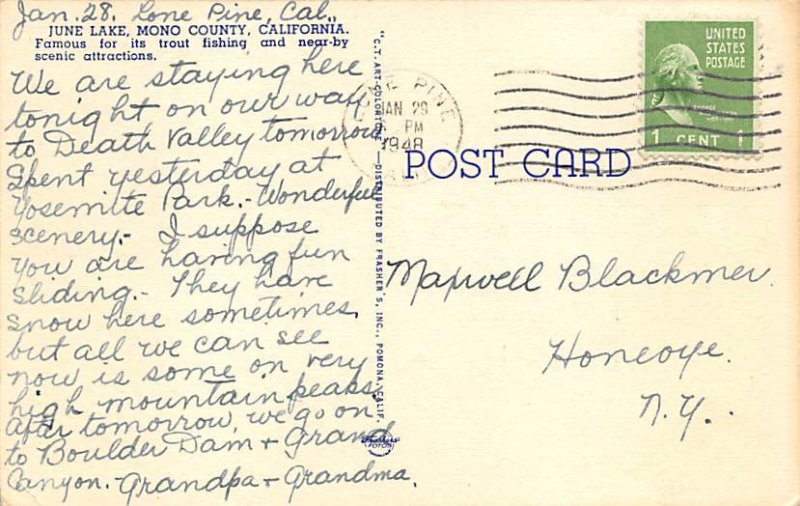 Jan. 28. Lone Pine, Cal.,
JUNE LAKE, MONO COUNTY, CALIFORNIA.
Famous for its trout fishing and near-by
scenic attractions.
We are staying here
tonight on our way
to Death Valley tomorrow
Spent yesterday at
Yosemite Park.- Wonderful
scenery.- I suppose
you are having fun
sliding.- They have
snow here sometimes
but all we can see
now is some on very
high mountain peaks.
After tomorrow, we go on
to Boulder Dam + Grand
Canyon. - Grandpa + Grandma.
"C.T. ART-COLORTONE"—DISTRIBUTED BY FRASHER'S, INC., POMONA, CALIF.
LONE PINE
JAN 29
PM
1948
UNITED
STATES
POSTAGE
1 CENT 1
POST CARD
Maxwell Blackmer.
Honeoye.
N.Y..